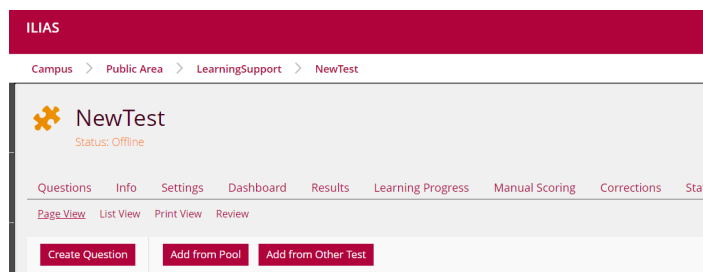 ILIAS
Campus > Public Area > LearningSupport > NewTest
NewTest
Status: Offline
Questions Info Settings Dashboard Results Learning Progress Manual Scoring Corrections
Page View List View Print View Review
Create Question Add from Pool Add from Other Test